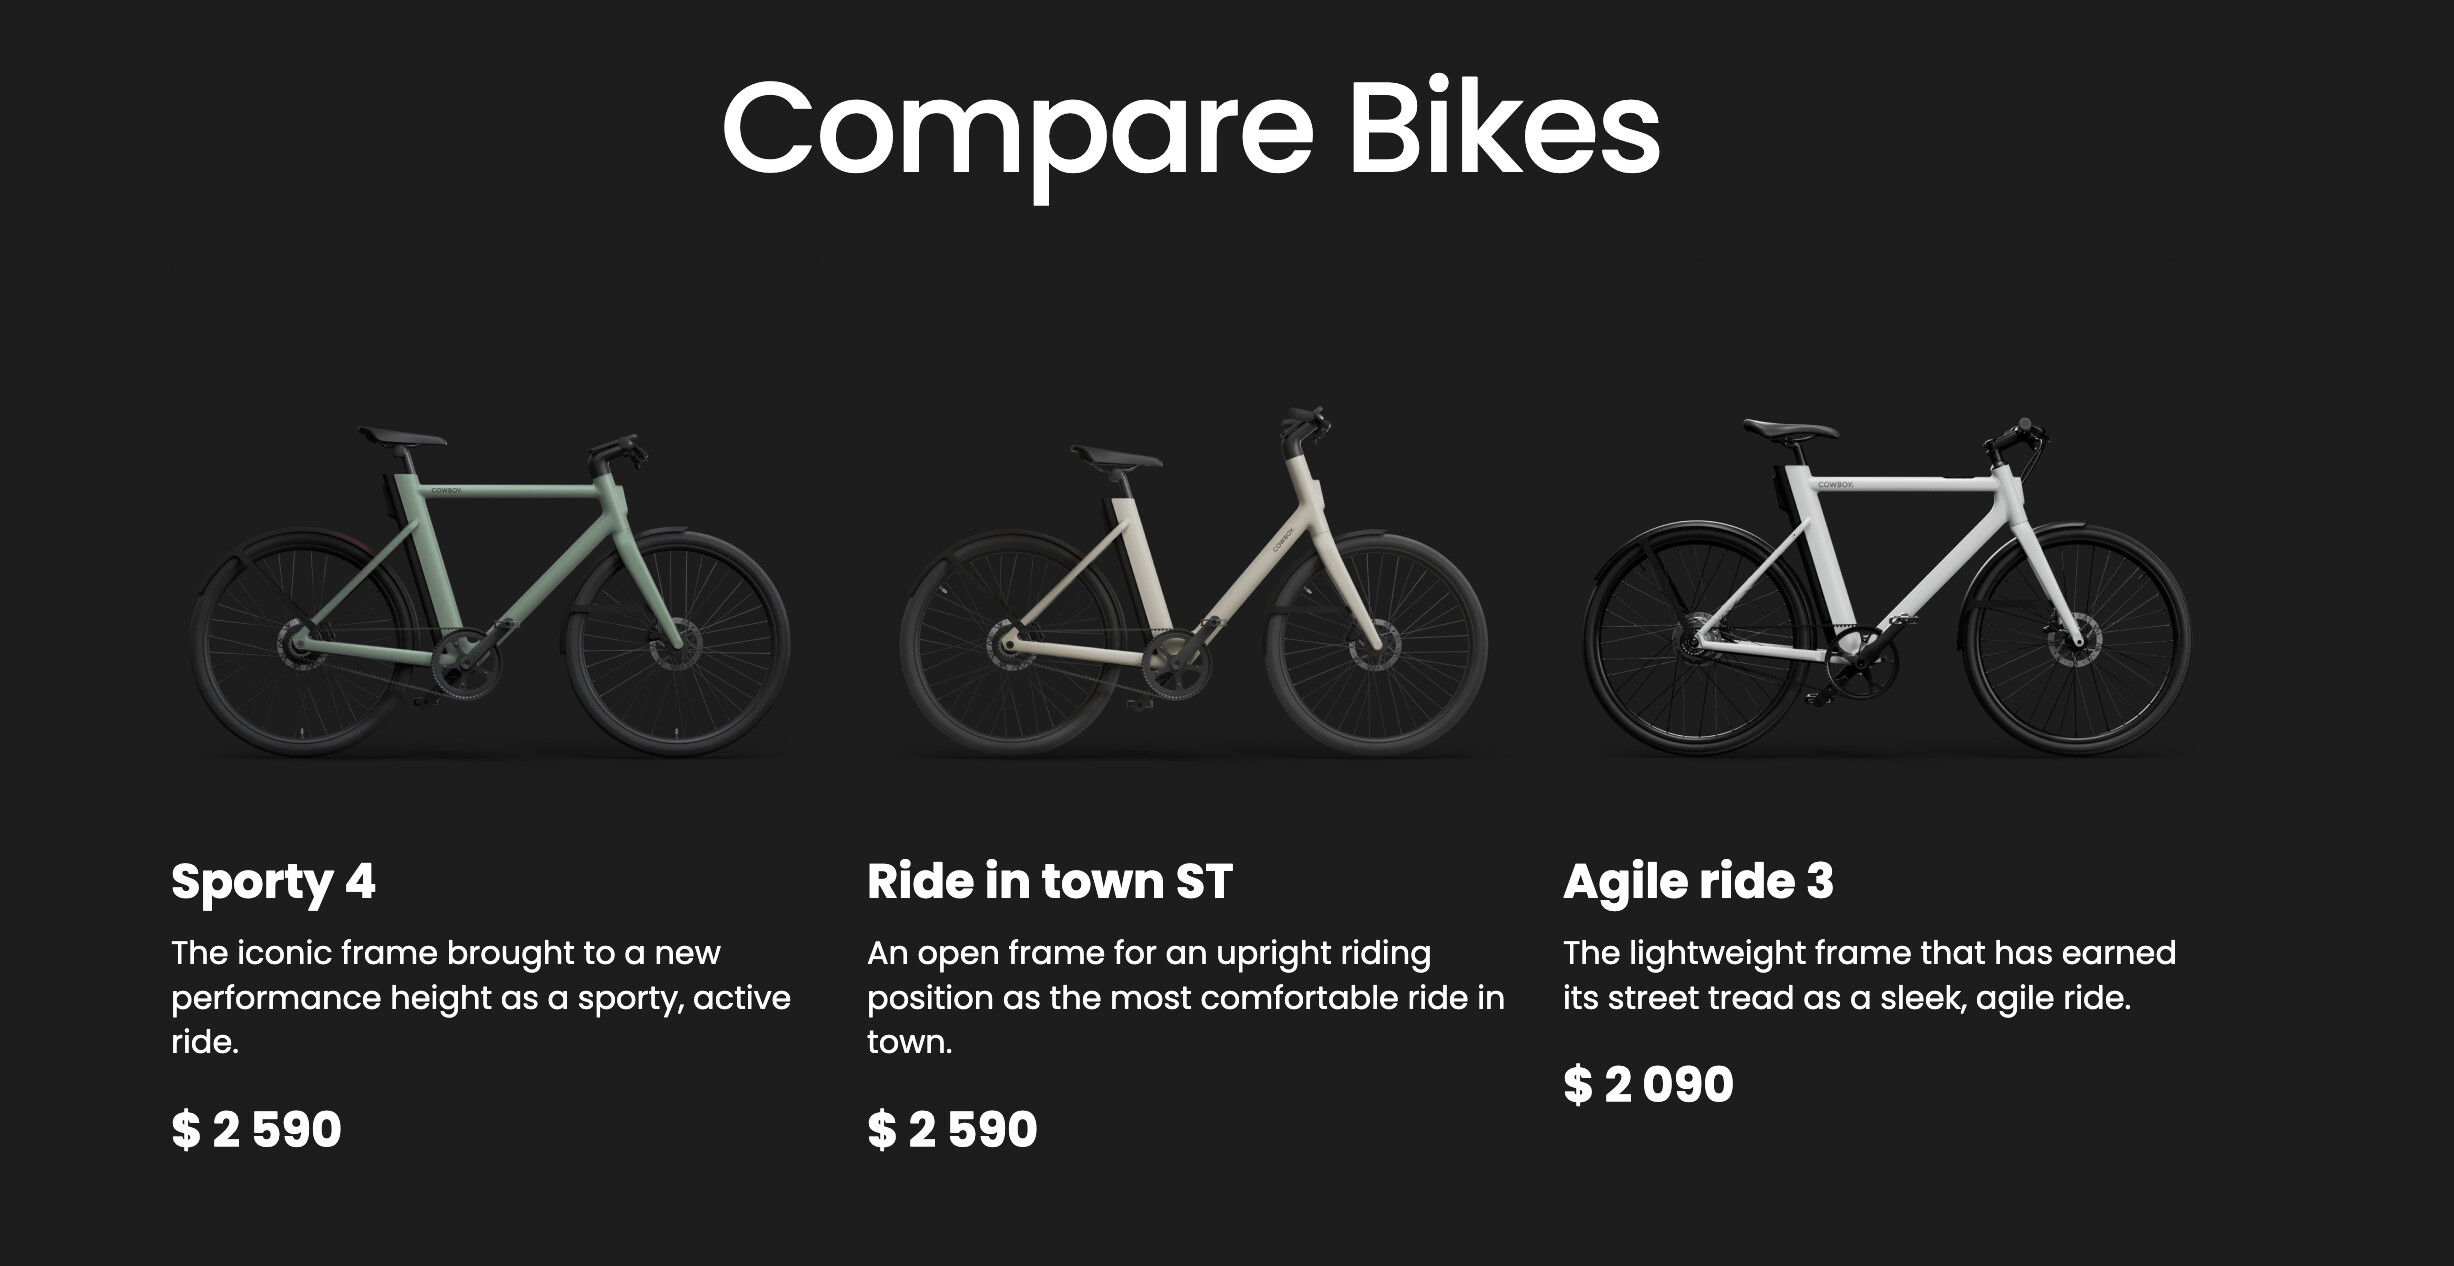 Compare Bikes
COWBOY
COWBOY
COWBOY
Sporty 4
The iconic frame brought to a new
performance height as a sporty, active
ride.
$ 2 590
Ride in town ST
An open frame for an upright riding
position as the most comfortable ride in
town.
$ 2 590
Agile ride 3
The lightweight frame that has earned
its street tread as a sleek, agile ride.
$ 2 090